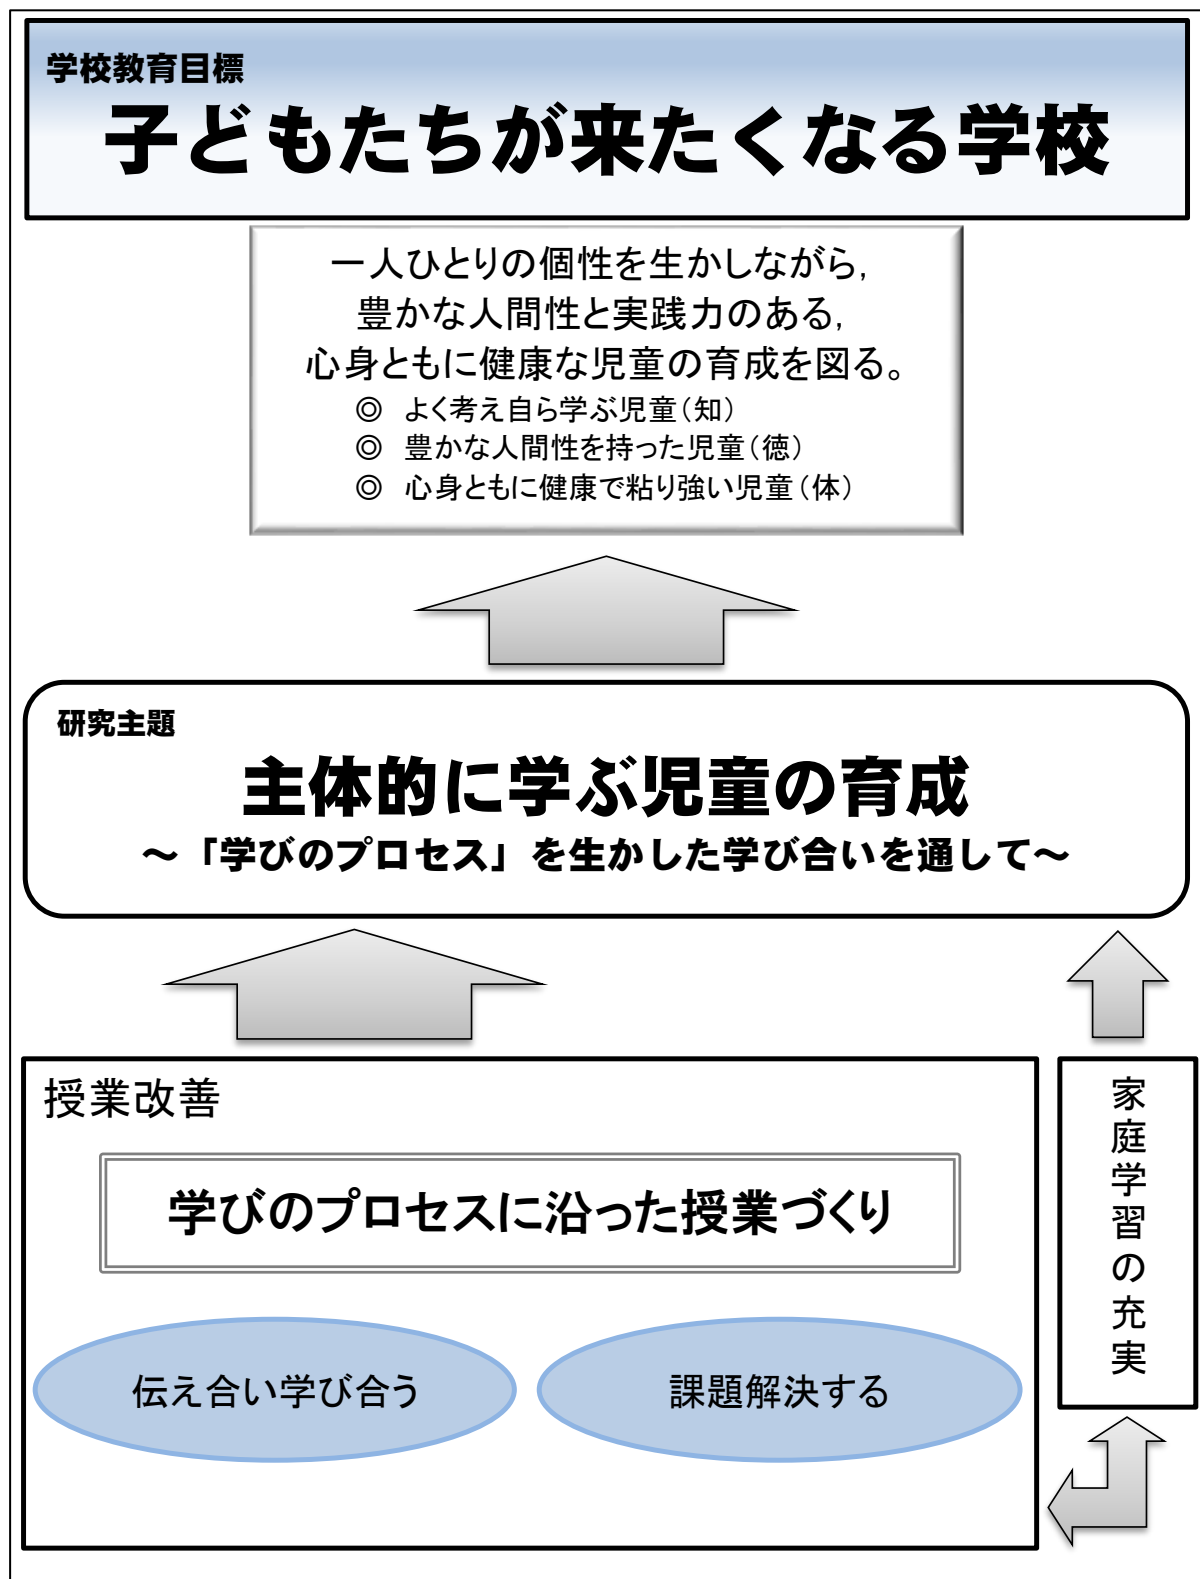 学校教育目標
子どもたちが来たくなる学校
一人ひとりの個性を生かしながら,
豊かな人間性と実践力のある,
心身ともに健康な児童の育成を図る。
◎ よく考え自ら学ぶ児童（知）
◎ 豊かな人間性を持った児童（徳）
◎ 心身ともに健康で粘り強い児童（体）
研究主題
主体的に学ぶ児童の育成
～「学びのプロセス」を生かした学び合いを通して～
授業改善
学びのプロセスに沿った授業づくり
伝え合い学び合う
課題解決する
家庭学習の充実